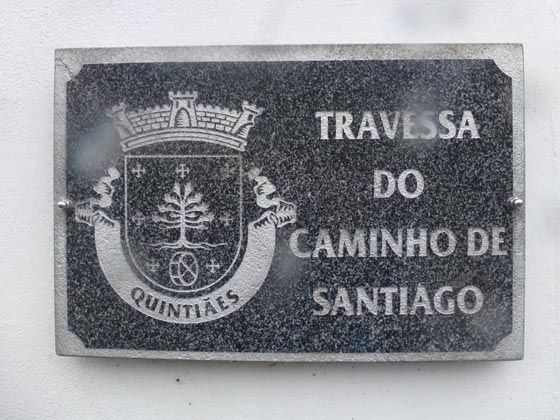 QUINTIÃES
TRAVESSA
DO
CAMINHO DE
SANTIAGO